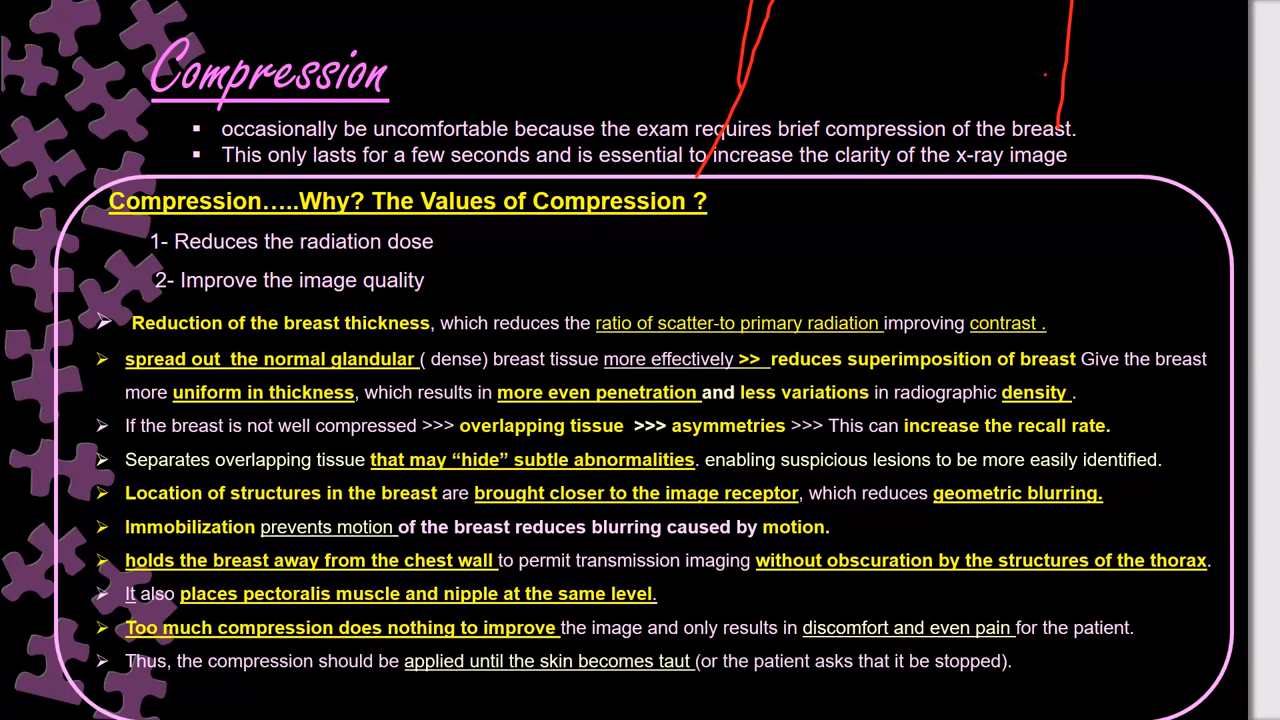 Compression
▪ occasionally be uncomfortable because the exam requires brief compression of the breast.
▪ This only lasts for a few seconds and is essential to increase the clarity of the x-ray image
Compression…..Why? The Values of Compression ?
1- Reduces the radiation dose
2- Improve the image quality
➢ Reduction of the breast thickness, which reduces the ratio of scatter-to primary radiation improving contrast .
➢ spread out the normal glandular ( dense) breast tissue more effectively >> reduces superimposition of breast Give the breast
more uniform in thickness, which results in more even penetration and less variations in radiographic density .
➢ If the breast is not well compressed >>> overlapping tissue >>> asymmetries >>> This can increase the recall rate.
➢ Separates overlapping tissue that may “hide” subtle abnormalities. enabling suspicious lesions to be more easily identified.
➢ Location of structures in the breast are brought closer to the image receptor, which reduces geometric blurring.
➢ Immobilization prevents motion of the breast reduces blurring caused by motion.
➢ holds the breast away from the chest wall to permit transmission imaging without obscuration by the structures of the thorax.
➢ It also places pectoralis muscle and nipple at the same level.
➢ Too much compression does nothing to improve the image and only results in discomfort and even pain for the patient.
➢ Thus, the compression should be applied until the skin becomes taut (or the patient asks that it be stopped).